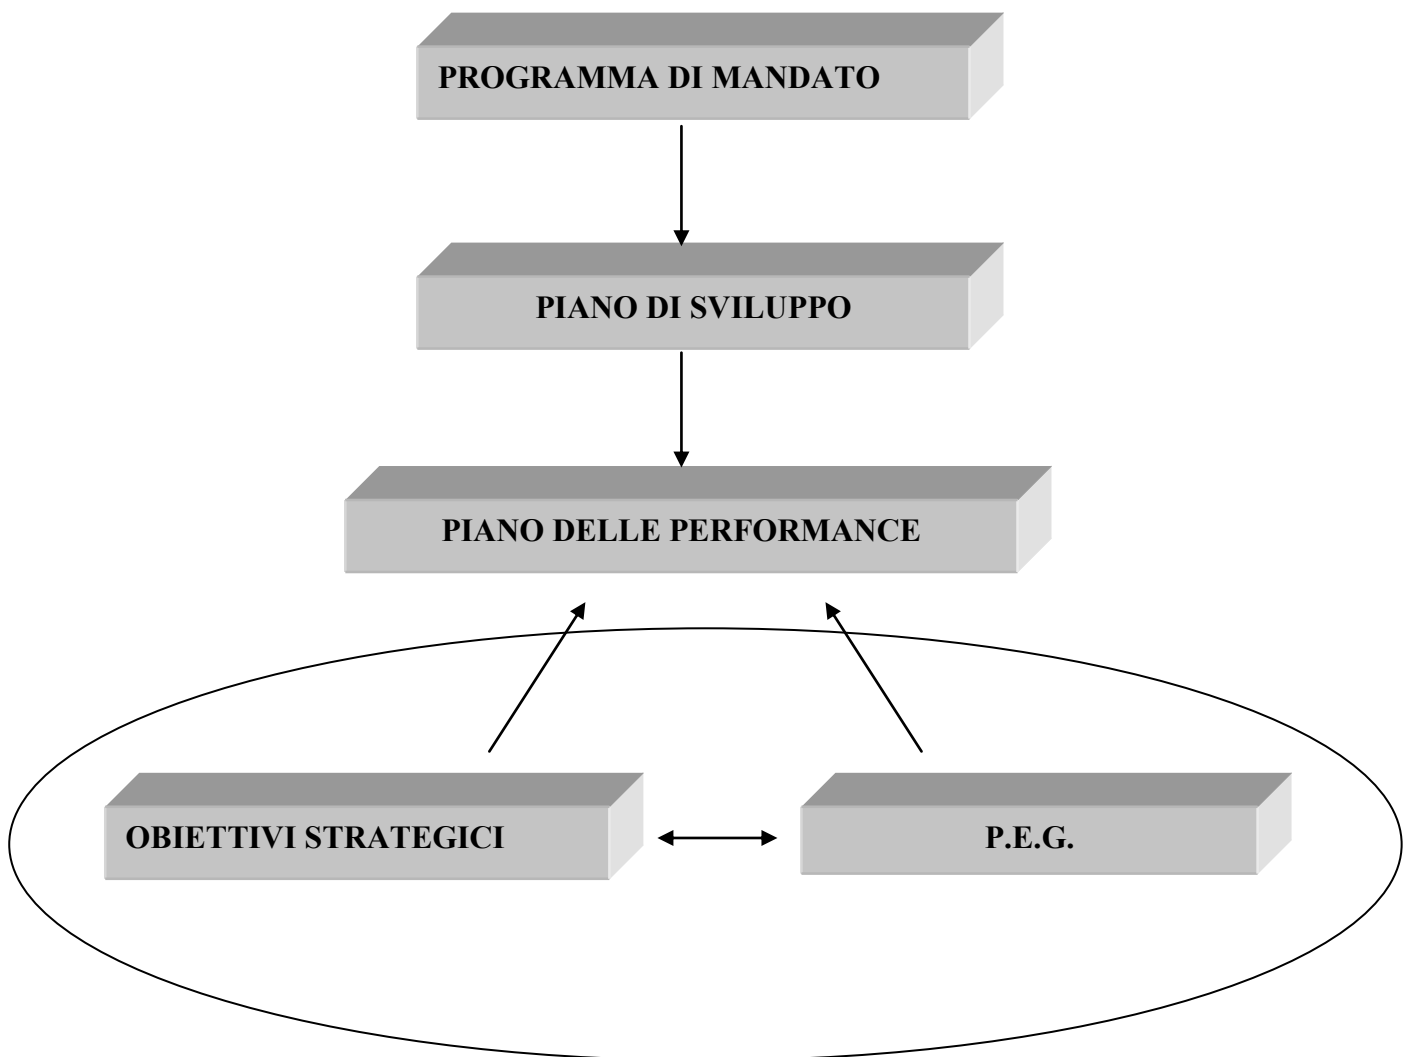 PROGRAMMA DI MANDATO
PIANO DI SVILUPPO
PIANO DELLE PERFORMANCE
OBIETTIVI STRATEGICI
P.E.G.